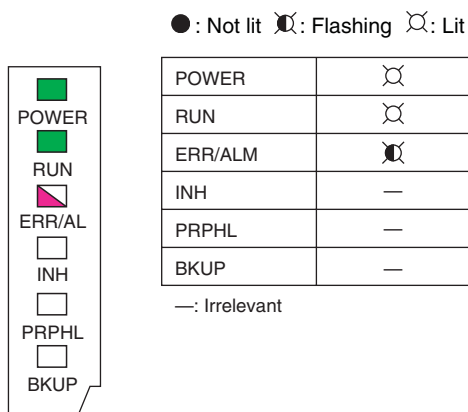 ●: Not lit : Flashing : Lit
POWER
RUN
ERR/AL
INH
PRPHL
BKUP
POWER
RUN
ERR/ALM
INH —
PRPHL —
BKUP —
—: Irrelevant